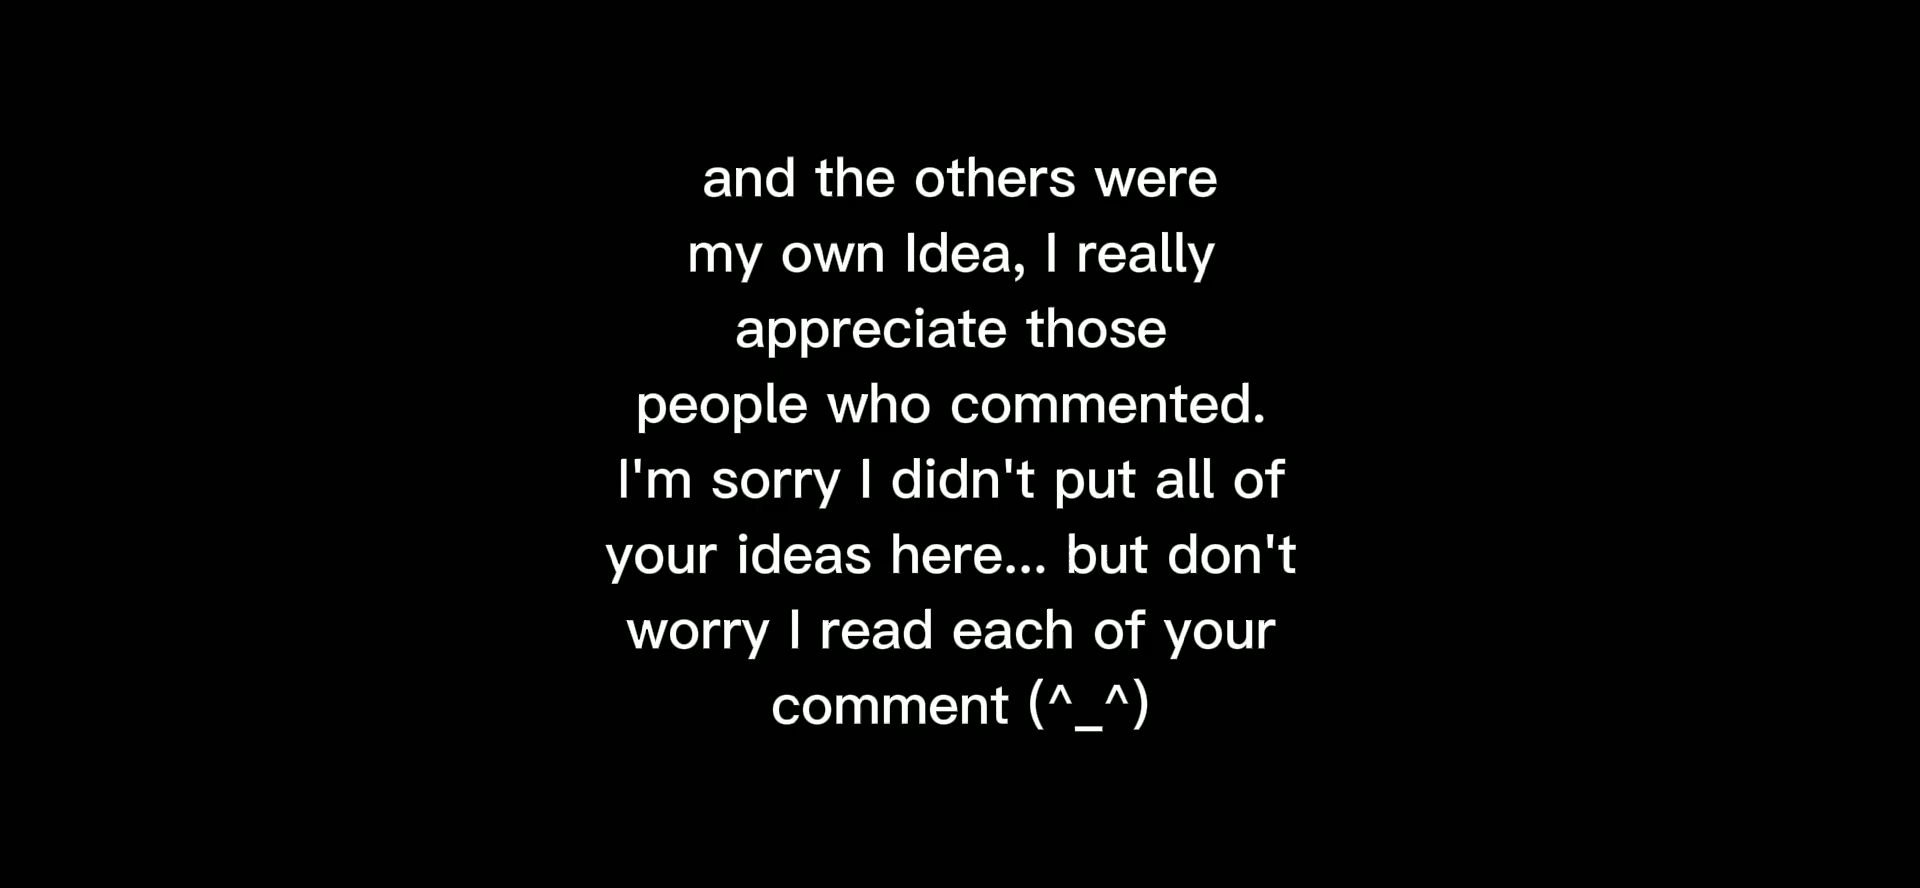 and the others were
my own Idea, I really
appreciate those
people who commented.
I'm sorry I didn't put all of
your ideas here... but don't
worry I read each of your
comment (^_^)